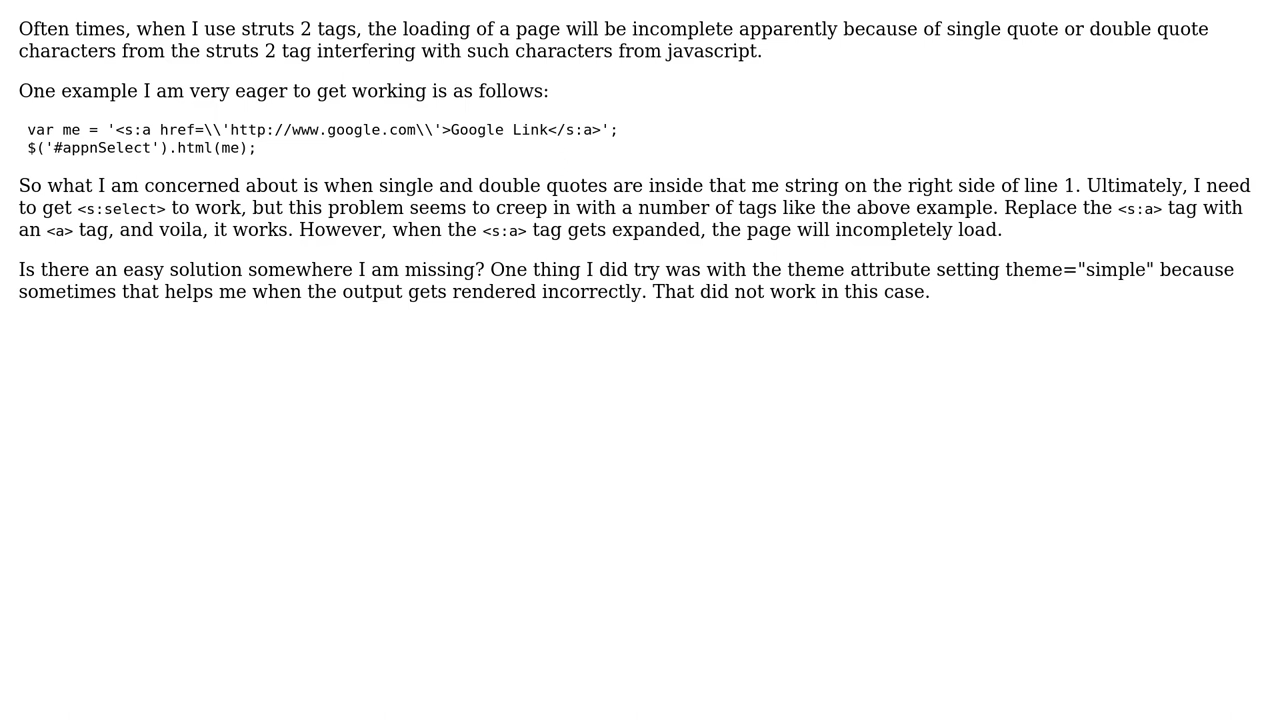 Often times, when I use struts 2 tags, the loading of a page will be incomplete apparently because of single quote or double quote
characters from the struts 2 tag interfering with such characters from javascript.
One example I am very eager to get working is as follows:
var me = '<s:a href=\\'http://www.google.com\\'>Google Link</s:a>';
$('#appnSelect').html(me);
So what I am concerned about is when single and double quotes are inside that me string on the right side of line 1. Ultimately, I need
to get <s:select> to work, but this problem seems to creep in with a number of tags like the above example. Replace the <s:a> tag with
an <a> tag, and voila, it works. However, when the <s:a> tag gets expanded, the page will incompletely load.
Is there an easy solution somewhere I am missing? One thing I did try was with the theme attribute setting theme="simple" because
sometimes that helps me when the output gets rendered incorrectly. That did not work in this case.